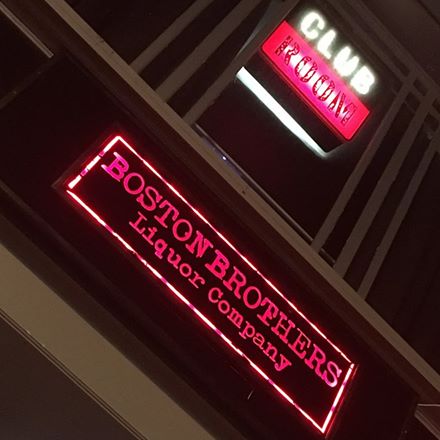 CLUB
ROOM
BOSTON BROTHERS
Liquor Company